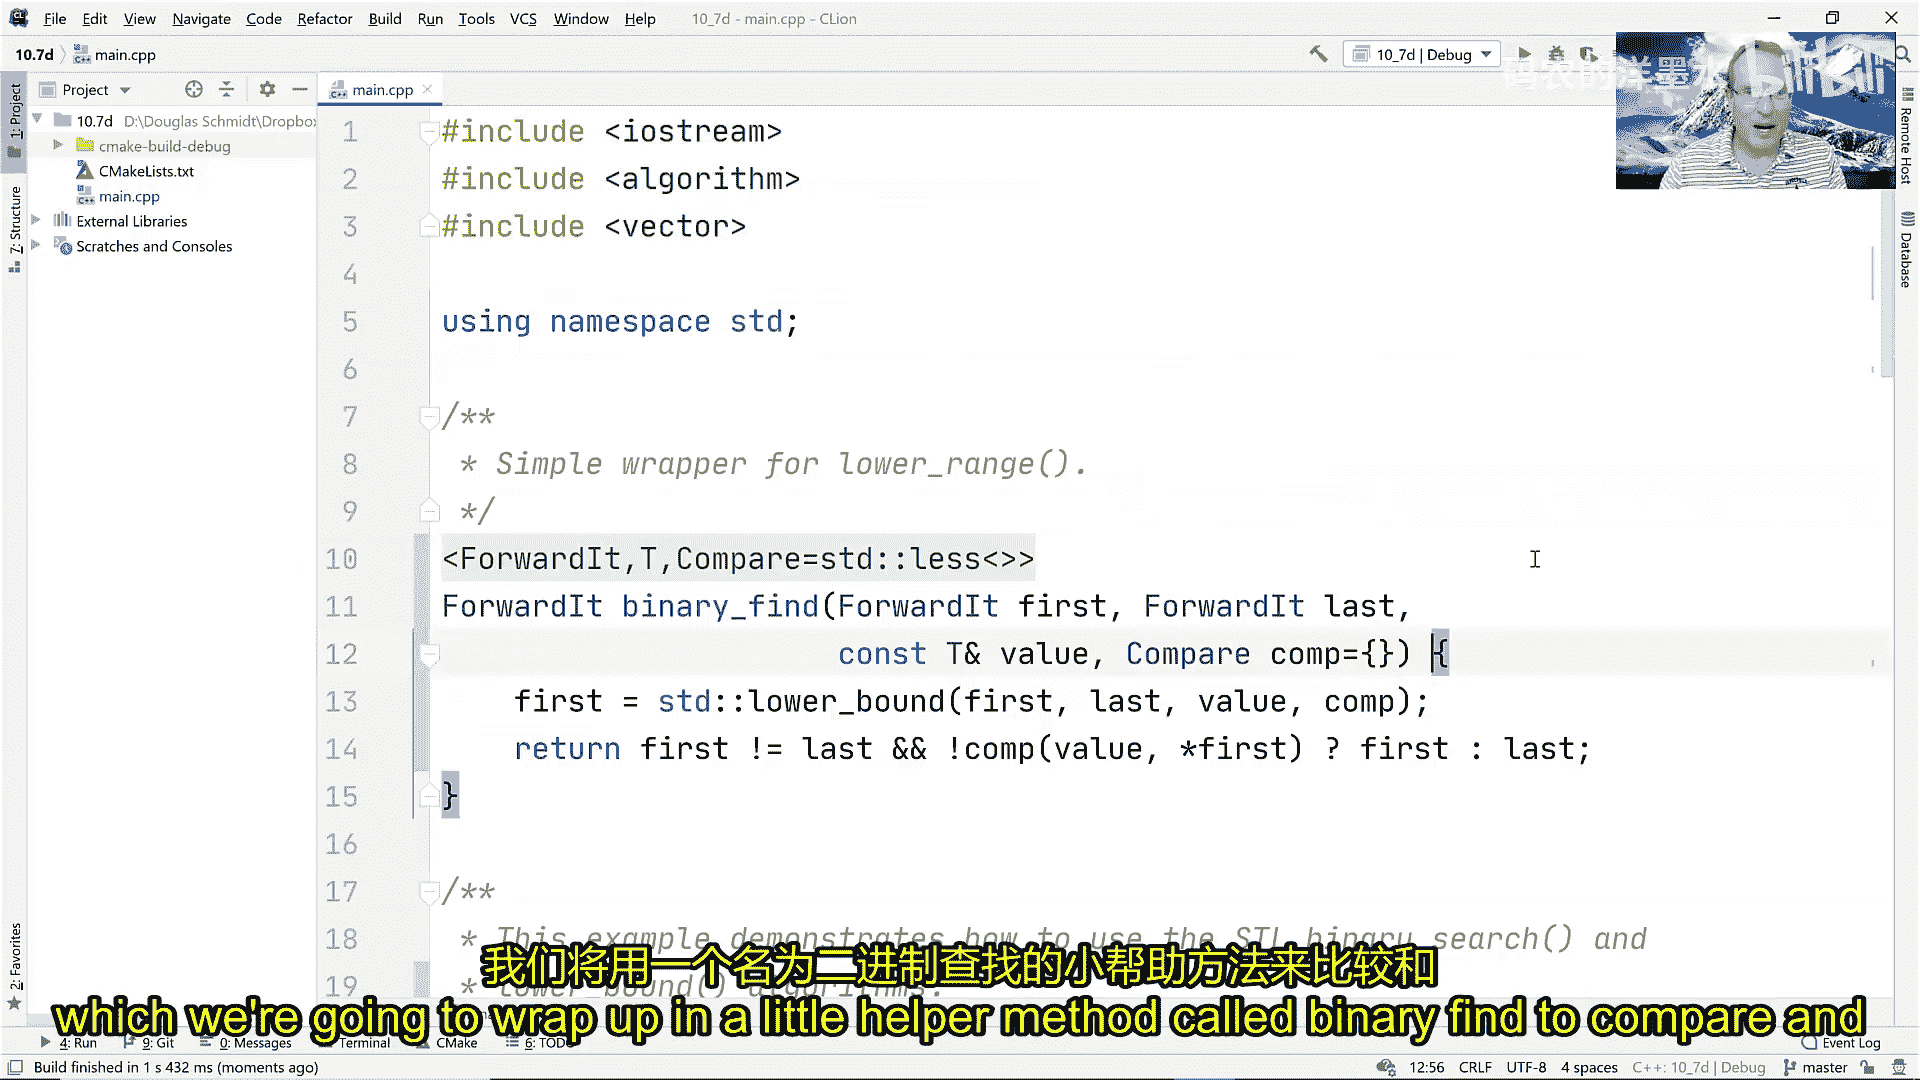 File Edit View Navigate Code Refactor Build Run Tools VCS Window Help 10_7d - main.cpp - CLion
10.7d main.cpp 10_7d | Debug
码农的洋墨水 bilibili
Project main.cpp
1: Project
7: Structure
2: Favorites
Remote Host
Database
10.7d D:\Douglas Schmidt\Dropbox
cmake-build-debug
CMakeLists.txt
main.cpp
External Libraries
Scratches and Consoles
1 #include <iostream>
2 #include <algorithm>
3 #include <vector>
4
5 using namespace std;
6
7 /**
8 * Simple wrapper for lower_range().
9 */
10 <ForwardIt,T,Compare=std::less<>>
11 ForwardIt binary_find(ForwardIt first, ForwardIt last,
12 const T& value, Compare comp={}) {
13 first = std::lower_bound(first, last, value, comp);
14 return first != last && !comp(value, *first) ? first : last;
15 }
16
17 /**
18 * This example demonstrates how to use the STL binary_search() and
19 * lower_bound() algorithms.
我们将用一个名为二进制查找的小帮助方法来比较和
which we're going to wrap up in a little helper method called binary find to compare and
4: Run 9: Git 0: Messages Terminal CMake 6: TODO Event Log
Build finished in 1 s 432 ms (moments ago) 12:56 CRLF UTF-8 4 spaces C++: 10_7d | Debug master